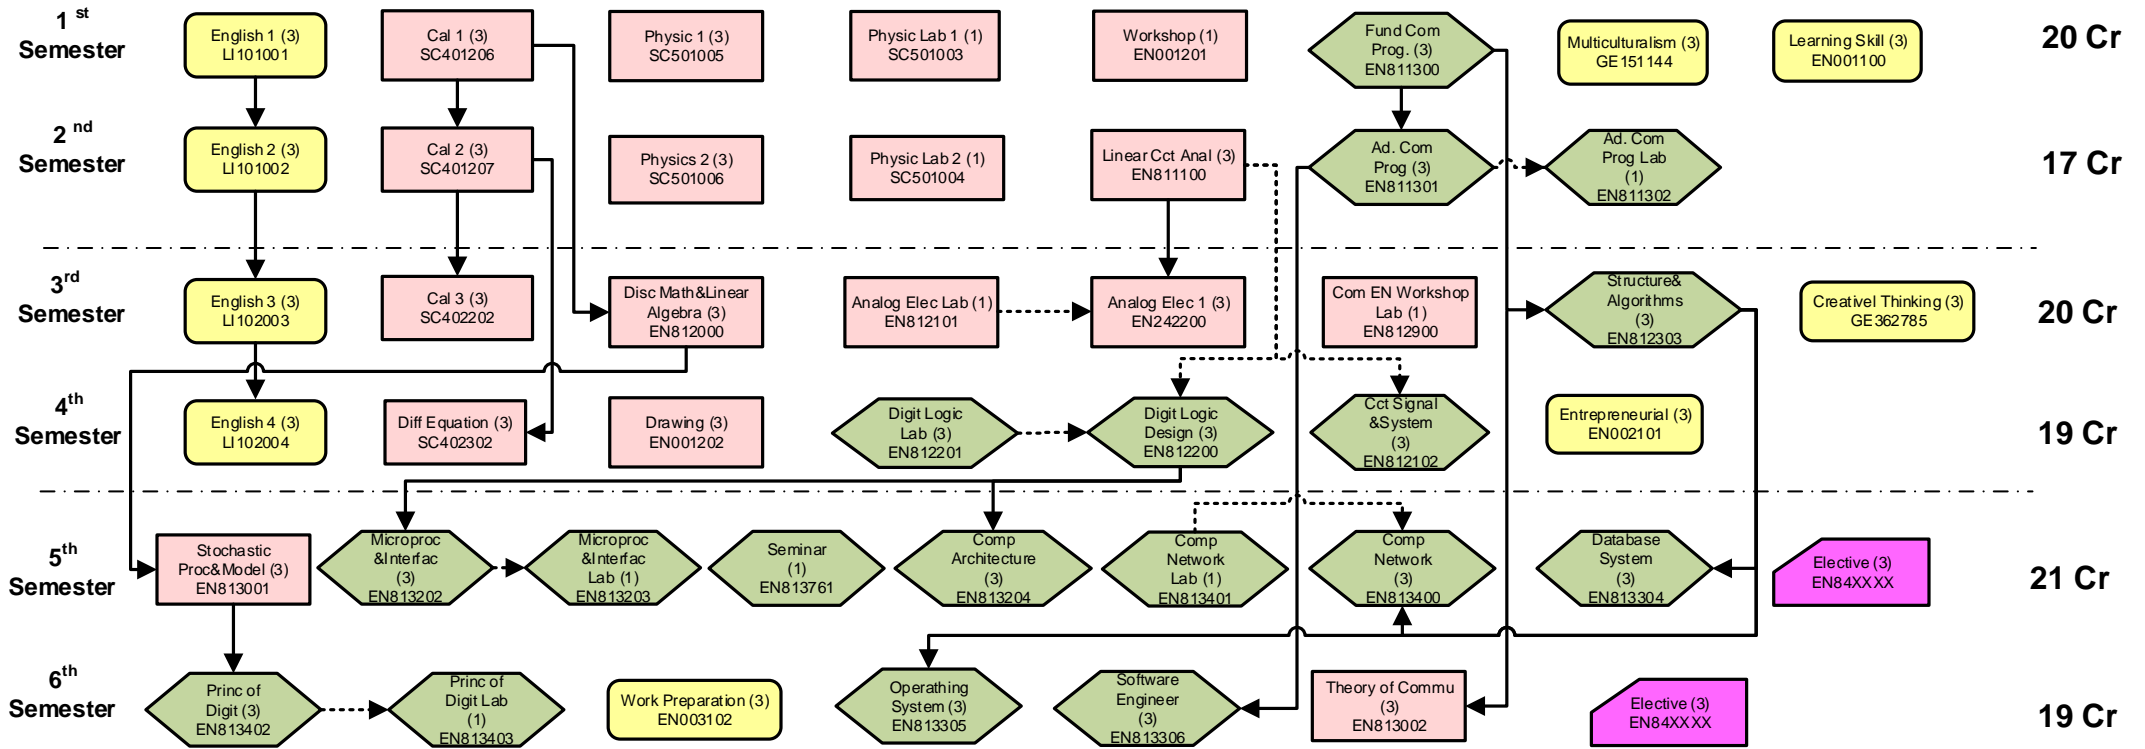 1 st
Semester
English 1 (3)
LI101001
Cal 1 (3)
SC401206
Physic 1 (3)
SC501005
Physic Lab 1 (1)
SC501003
Workshop (1)
EN001201
Fund Com
Prog. (3)
EN811300
Multiculturalism (3)
GE151144
Learning Skill (3)
EN001100
20 Cr
2 nd
Semester
English 2 (3)
LI101002
Cal 2 (3)
SC401207
Physics 2 (3)
SC501006
Physic Lab 2 (1)
SC501004
Linear Cct Anal (3)
EN811100
Ad. Com
Prog (3)
EN811301
Ad. Com
Prog Lab
(1)
EN811302
17 Cr
3rd
Semester
English 3 (3)
LI102003
Cal 3 (3)
SC402202
Disc Math&Linear
Algebra (3)
EN812000
Analog Elec Lab (1)
EN812101
Analog Elec 1 (3)
EN242200
Com EN Workshop
Lab (1)
EN812900
Structure&
Algorithms
(3)
EN812303
Creativel Thinking (3)
GE362785
20 Cr
4th
Semester
English 4 (3)
LI102004
Diff Equation (3)
SC402302
Drawing (3)
EN001202
Digit Logic
Lab (3)
EN812201
Digit Logic
Design (3)
EN812200
Cct Signal
&System
(3)
EN812102
Entrepreneurial (3)
EN002101
19 Cr
5th
Semester
Stochastic
Proc&Model (3)
EN813001
Microproc
&Interfac
(3)
EN813202
Microproc
&Interfac
Lab (1)
EN813203
Seminar
(1)
EN813761
Comp
Architecture
(3)
EN813204
Comp
Network
Lab (1)
EN813401
Comp
Network
(3)
EN813400
Database
System
(3)
EN813304
Elective (3)
EN84XXXX
21 Cr
6th
Semester
Princ of
Digit (3)
EN813402
Princ of
Digit Lab
(1)
EN813403
Work Preparation (3)
EN003102
Operathing
System (3)
EN813305
Software
Engineer
(3)
EN813306
Theory of Commu
(3)
EN813002
Elective (3)
EN84XXXX
19 Cr